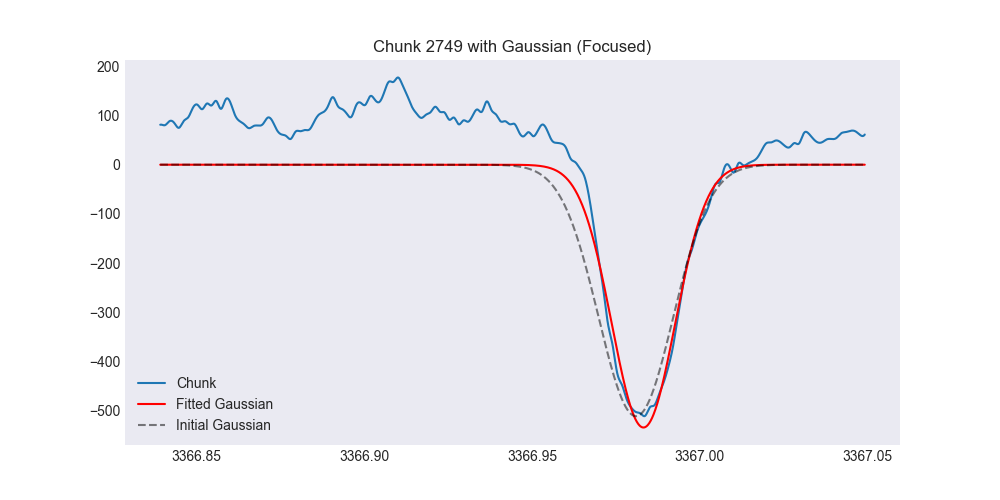 Chunk 2749 with Gaussian (Focused)
200
100
0
−100
−200
−300
−400
−500
Chunk
Fitted Gaussian
Initial Gaussian
3366.85 3366.90 3366.95 3367.00 3367.05